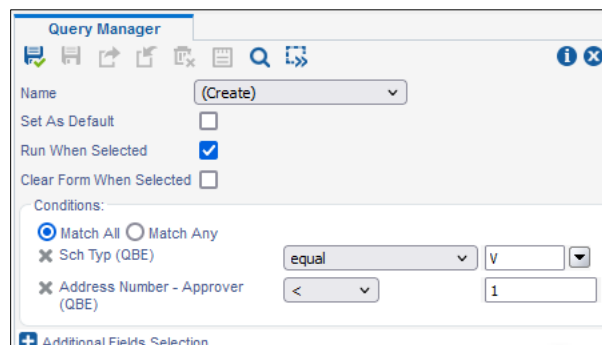 Query Manager
Name (Create)
Set As Default
Run When Selected
Clear Form When Selected
Conditions:
Match All Match Any
Sch Typ (QBE) equal V
Address Number - Approver (QBE) < 1
Additional Fields Selection